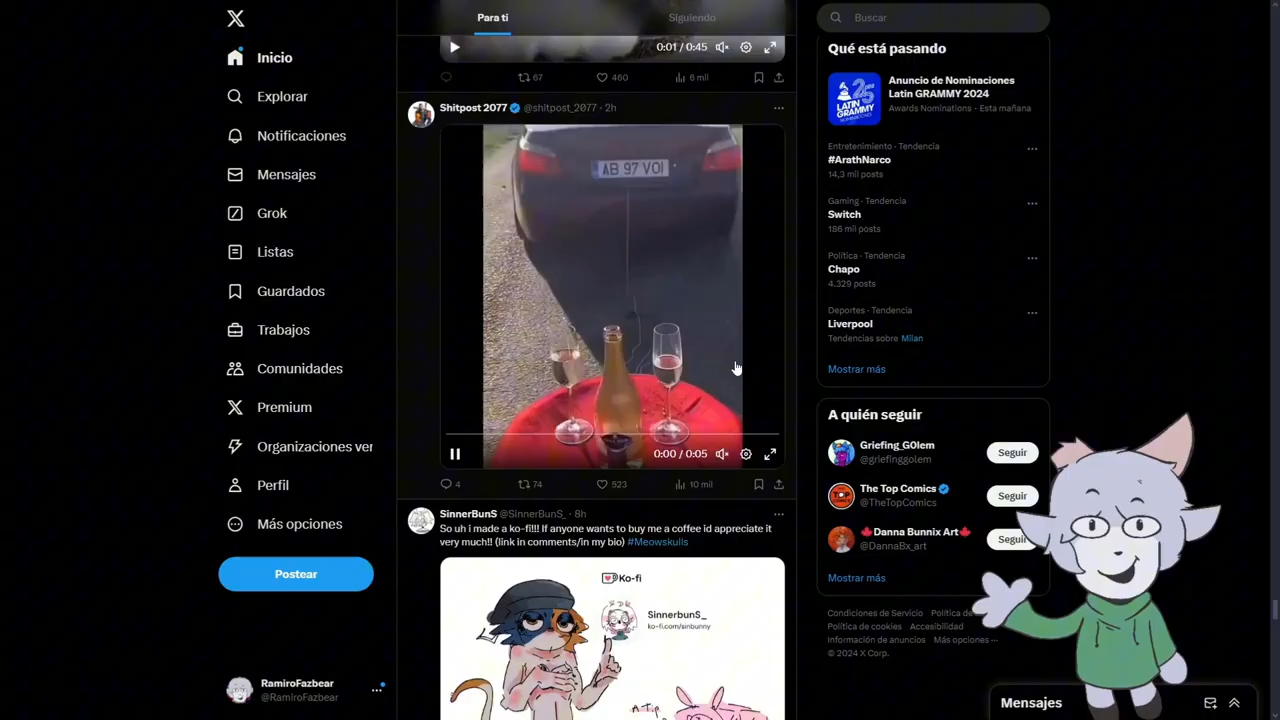 Inicio
Explorar
Notificaciones
Mensajes
Grok
Listas
Guardados
Trabajos
Comunidades
Premium
Organizaciones ver
Perfil
Más opciones
Postear
RamiroFazbear
@RamiroFazbear
Para ti
Siguiendo
0:01 / 0:45
67
460
6 mil
Shitpost 2077 @shitpost_2077 · 2h
AB 97 VOI
0:00 / 0:05
4
74
523
10 mil
SinnerBunS @SInnerBunS_ · 8h
So uh i made a ko-fi!!! If anyone wants to buy me a coffee id appreciate it
very much!! (link in comments/in my bio) #Meowskulls
Ko-fi
SinnerbunS_
ko-fi.com/sinbunny
A Tip
Buscar
Qué está pasando
LATIN GRAMMY 25
Anuncio de Nominaciones
Latin GRAMMY 2024
Awards Nominations · Esta mañana
Entretenimiento · Tendencia
#ArathNarco
14,3 mil posts
Gaming · Tendencia
Switch
186 mil posts
Política · Tendencia
Chapo
4.329 posts
Deportes · Tendencia
Liverpool
Tendencias sobre Milan
Mostrar más
A quién seguir
Griefing_G0lem
@griefinggolem
Seguir
The Top Comics
@TheTopComics
Seguir
Danna Bunnix Art
@DannaBx_art
Seguir
Mostrar más
Condiciones de Servicio Política de
Política de cookies Accesibilidad
Información de anuncios Más opciones ···
© 2024 X Corp.
Mensajes